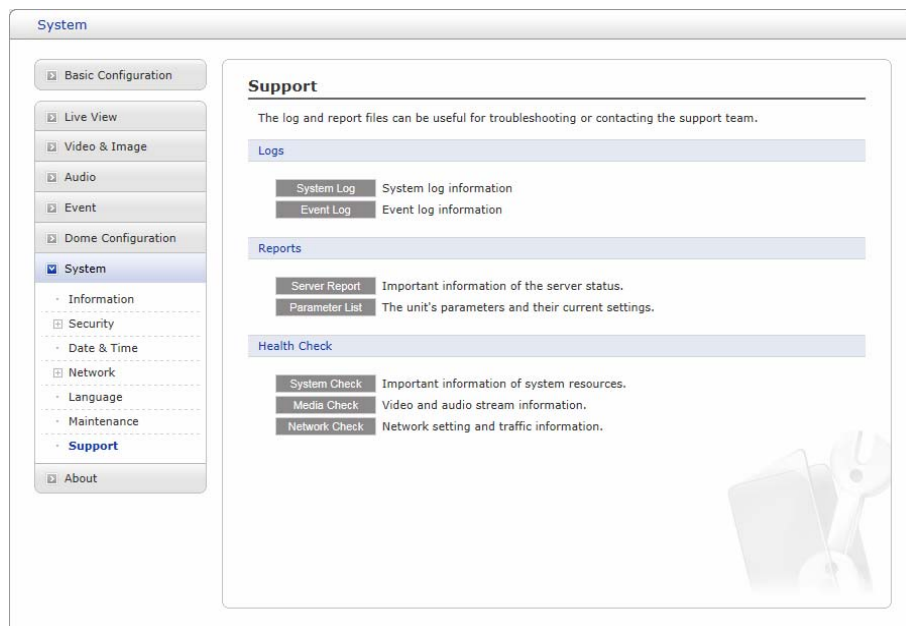 System
Basic Configuration
Live View
Video & Image
Audio
Event
Dome Configuration
System
Information
Security
Date & Time
Network
Language
Maintenance
Support
About
Support
The log and report files can be useful for troubleshooting or contacting the support team.
Logs
System Log System log information
Event Log Event log information
Reports
Server Report Important information of the server status.
Parameter List The unit's parameters and their current settings.
Health Check
System Check Important information of system resources.
Media Check Video and audio stream information.
Network Check Network setting and traffic information.